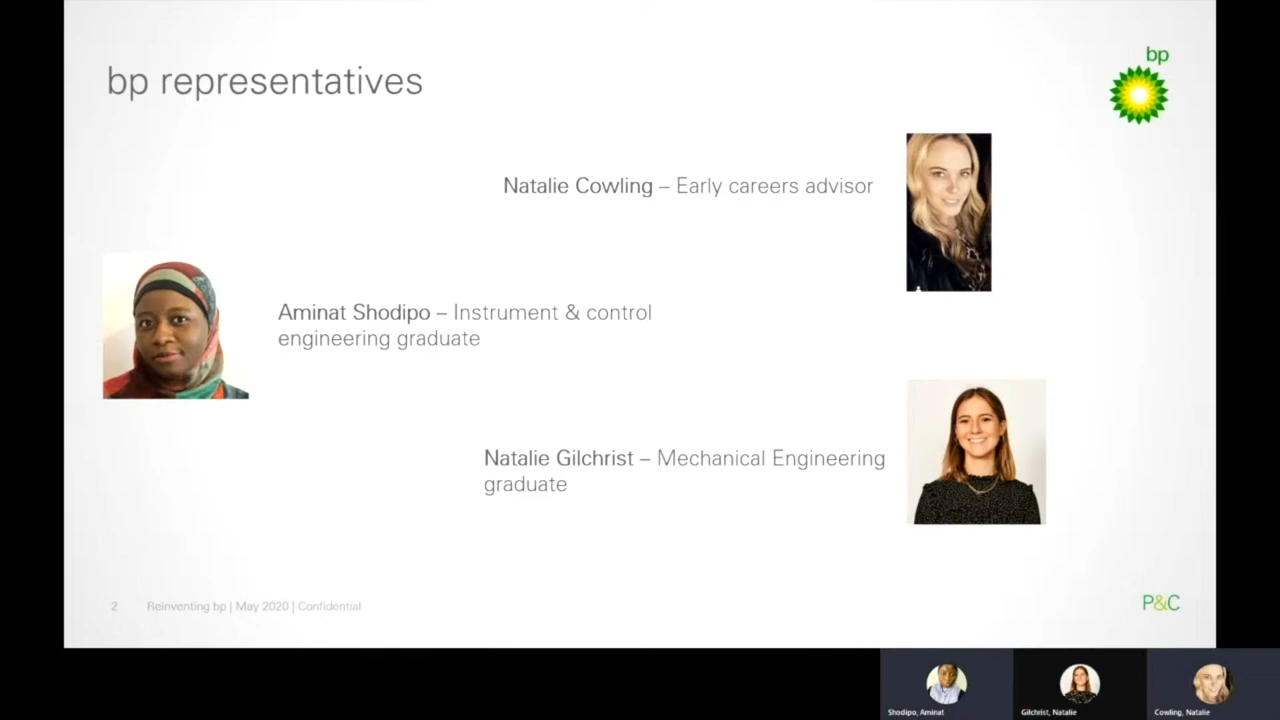 bp representatives
bp
Natalie Cowling – Early careers advisor
Aminat Shodipo – Instrument & control
engineering graduate
Natalie Gilchrist – Mechanical Engineering
graduate
2 Reinventing bp | May 2020 | Confidential
P&C
Shodipo, Aminat
Gilchrist, Natalie
Cowling, Natalie